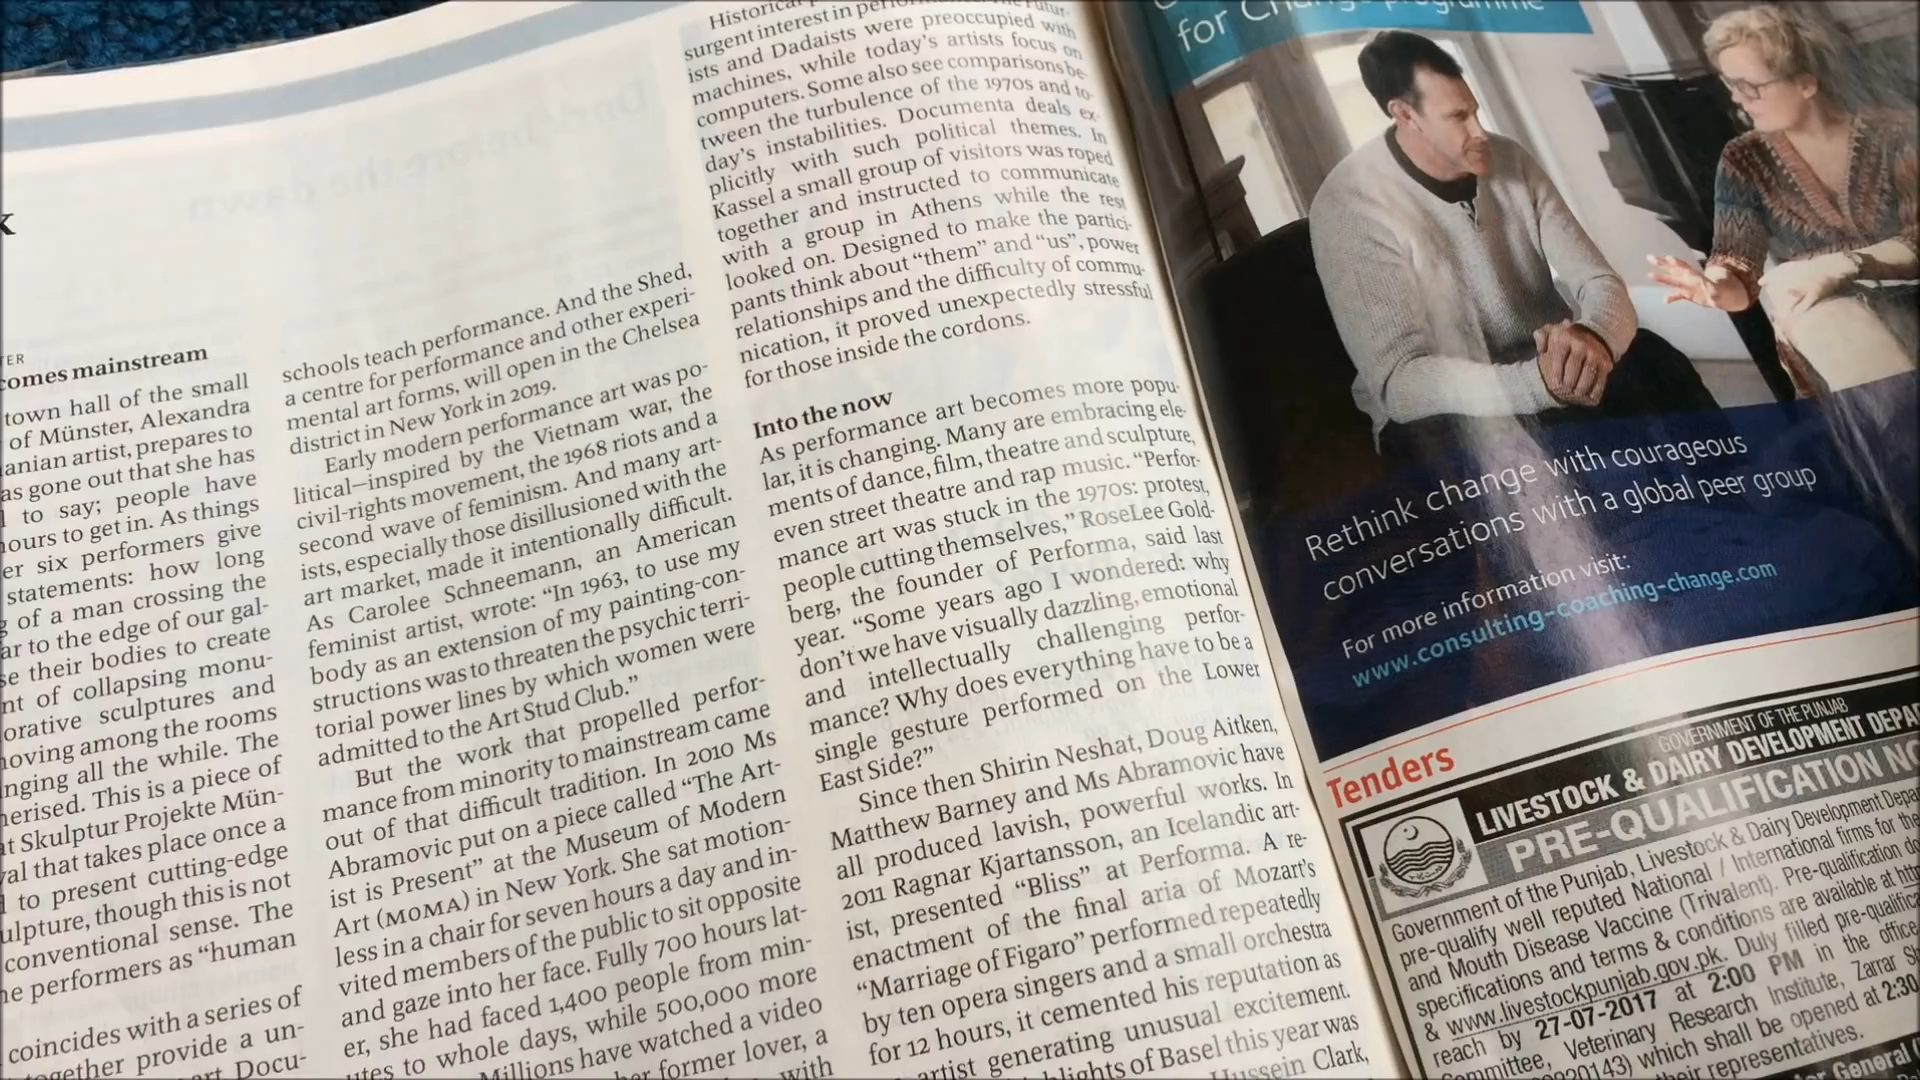 K
TER
comes mainstream
town hall of the small
of Münster, Alexandra
anian artist, prepares to
as gone out that she has
to say; people have
hours to get in. As things
er six performers give
statements: how long
of a man crossing the
ar to the edge of our gal-
se their bodies to create
nt of collapsing monu-
orative sculptures and
noving among the rooms
nging all the while. The
nerised. This is a piece of
at Skulptur Projekte Mün-
val that takes place once a
to present cutting-edge
ulpture, though this is not
conventional sense. The
he performers as “human
coincides with a series of
together provide a un-
art Docu-
schools teach performance. And the Shed,
a centre for performance and other experi-
mental art forms, will open in the Chelsea
district in New York in 2019.
Early modern performance art was po-
litical—inspired by the Vietnam war, the
civil-rights movement, the 1968 riots and a
second wave of feminism. And many art-
ists, especially those disillusioned with the
art market, made it intentionally difficult.
As Carolee Schneemann, an American
feminist artist, wrote: “In 1963, to use my
body as an extension of my painting-con-
structions was to threaten the psychic terri-
torial power lines by which women were
admitted to the Art Stud Club.”
But the work that propelled perfor-
mance from minority to mainstream came
out of that difficult tradition. In 2010 Ms
Abramovic put on a piece called “The Art-
ist is Present” at the Museum of Modern
Art (MOMA) in New York. She sat motion-
less in a chair for seven hours a day and in-
vited members of the public to sit opposite
and gaze into her face. Fully 700 hours lat-
er, she had faced 1,400 people from min-
utes to whole days, while 500,000 more
Millions have watched a video
her former lover, a
with
Historical
surgent interest in
ists and Dadaists were preoccupied with
machines, while today’s artists focus on
computers. Some also see comparisons be-
tween the turbulence of the 1970s and to-
day’s instabilities. Documenta deals ex-
plicitly with such political themes. In
Kassel a small group of visitors was roped
together and instructed to communicate
with a group in Athens while the rest
looked on. Designed to make the partici-
pants think about “them” and “us”, power
relationships and the difficulty of commu-
nication, it proved unexpectedly stressful
for those inside the cordons.
Into the now
As performance art becomes more popu-
lar, it is changing. Many are embracing ele-
ments of dance, film, theatre and sculpture,
even street theatre and rap music. “Perfor-
mance art was stuck in the 1970s: protest,
people cutting themselves,” RoseLee Gold-
berg, the founder of Performa, said last
year. “Some years ago I wondered: why
don’t we have visually dazzling, emotional
and intellectually challenging perfor-
mance? Why does everything have to be a
single gesture performed on the Lower
East Side?”
Since then Shirin Neshat, Doug Aitken,
Matthew Barney and Ms Abramovic have
all produced lavish, powerful works. In
2011 Ragnar Kjartansson, an Icelandic art-
ist, presented “Bliss” at Performa. A re-
enactment of the final aria of Mozart’s
“Marriage of Figaro” performed repeatedly
by ten opera singers and a small orchestra
for 12 hours, it cemented his reputation as
artist generating unusual excitement.
hlights of Basel this year was
Hussein Clark,
for Change programme
Rethink change with courageous
conversations with a global peer group
For more information visit:
www.consulting-coaching-change.com
Tenders
GOVERNMENT OF THE PUNJAB
LIVESTOCK & DAIRY DEVELOPMENT DEPA
PRE-QUALIFICATION NO
Government of the Punjab, Livestock & Dairy Development Depa
pre-qualify well reputed National / International firms for the
and Mouth Disease Vaccine (Trivalent). Pre-qualification do
specifications and terms & conditions are available at http
& www.livestockpunjab.gov.pk. Duly filled pre-qualifica
reach by 27-07-2017 at 2:00 PM in the office
Committee, Veterinary Research Institute, Zarrar S
0143) which shall be opened at 2:30
their representatives.
General